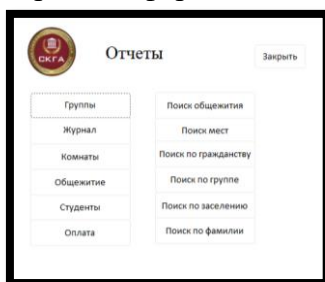 СКГА
Отчеты
Закрыть
Группы
Журнал
Комнаты
Общежитие
Студенты
Оплата
Поиск общежития
Поиск мест
Поиск по гражданству
Поиск по группе
Поиск по заселению
Поиск по фамилии